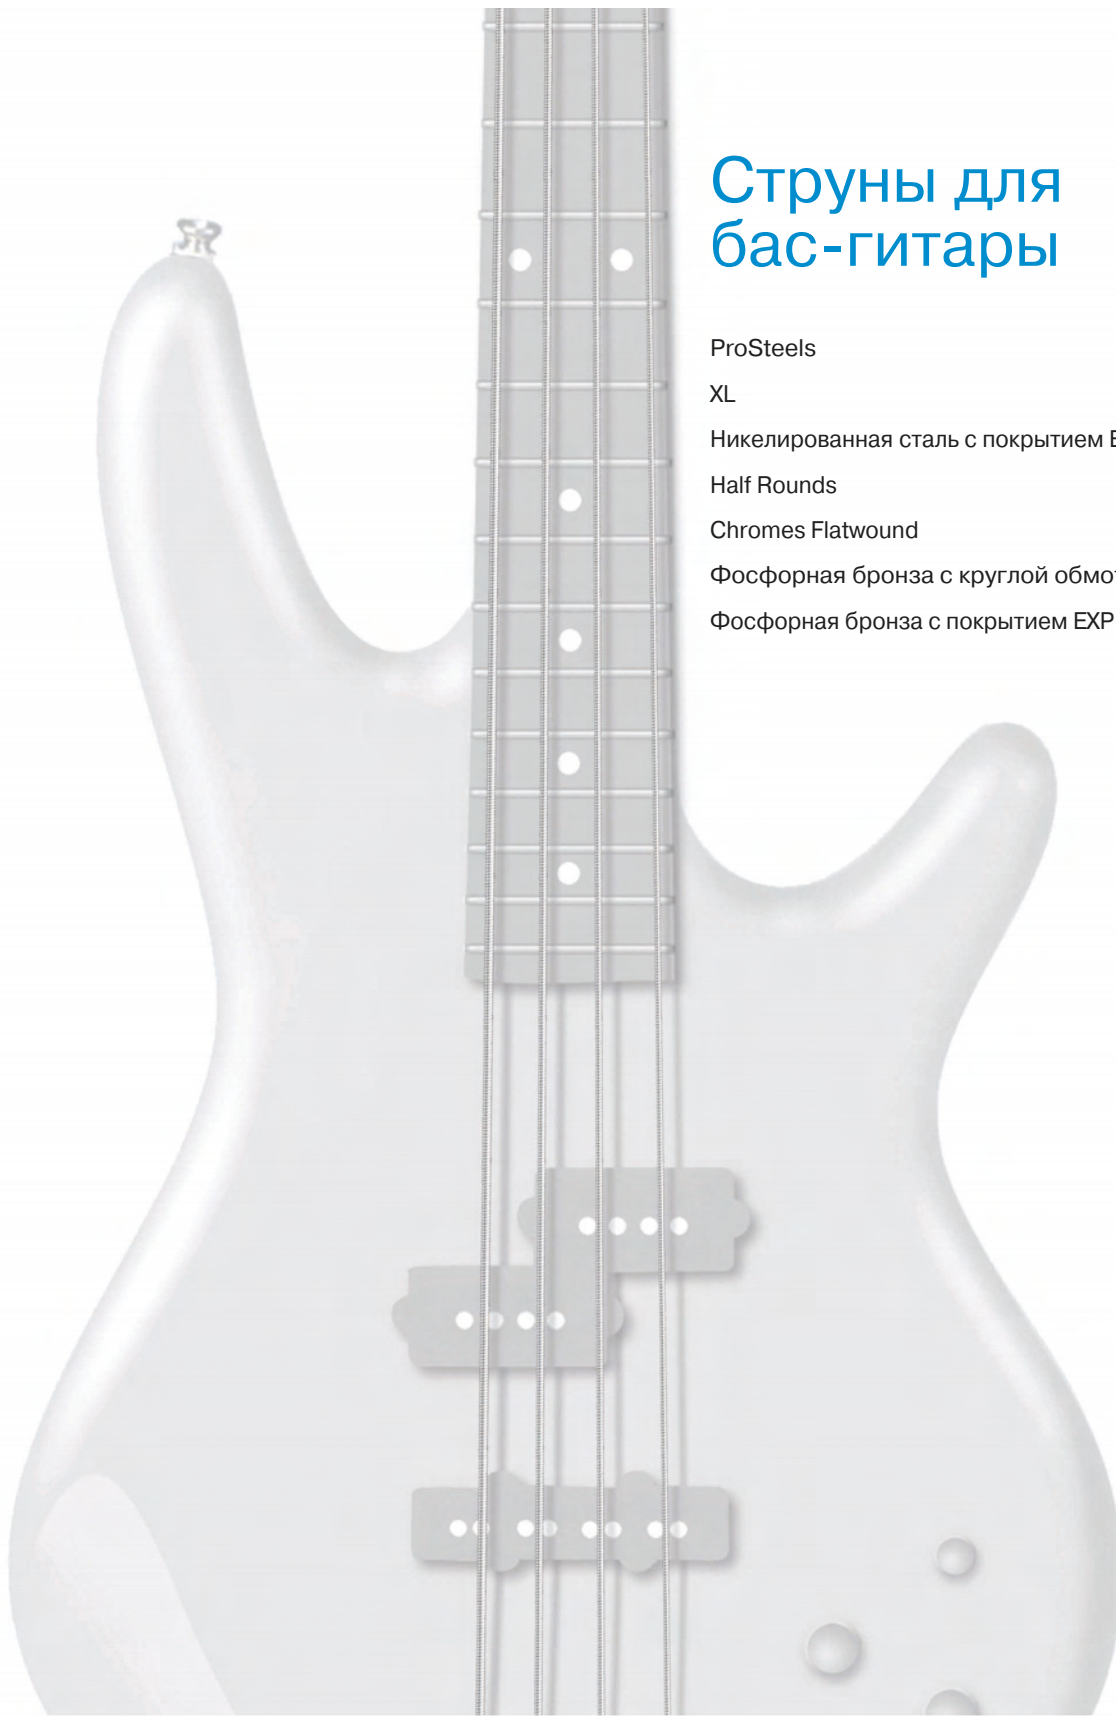 Струны для
бас-гитары
ProSteels
XL
Никелированная сталь с покрытием
Half Rounds
Chromes Flatwound
Фосфорная бронза с круглой
Фосфорная бронза с покрытием EXP